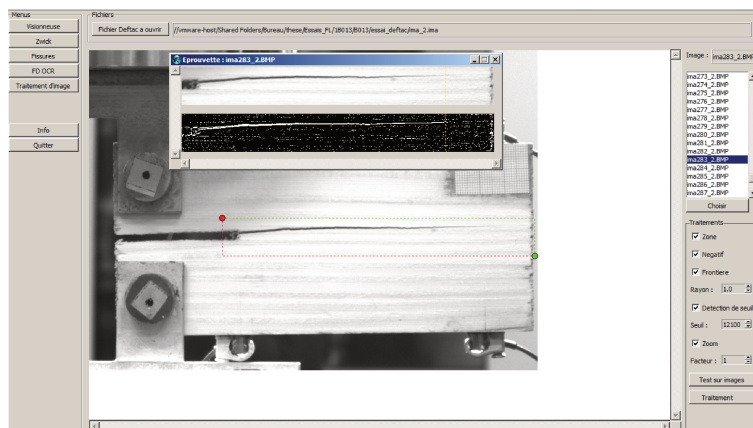 Menus
Visionneuse
Zwick
Fissures
FD OCR
Traitement d'image
Info
Quitter
Fichiers
Fichier Deftac a ouvrir
//vmware-host/Shared Folders/Bureau/these/Essais_FL/1B013/B013/essai_deftac/ima_2.ima
Eprouvette : ima283_2.BMP
Image : ima283_2.BMP
ima273_2.BMP
ima274_2.BMP
ima275_2.BMP
ima276_2.BMP
ima277_2.BMP
ima278_2.BMP
ima279_2.BMP
ima280_2.BMP
ima281_2.BMP
ima282_2.BMP
ima283_2.BMP
ima284_2.BMP
ima285_2.BMP
ima286_2.BMP
ima287_2.BMP
Choisir
Traitements
Zone
Negatif
Frontiere
Rayon : 1.0
Detection de seuil
Seuil : 12100
Zoom
Facteur : 1
Test sur images
Traitement